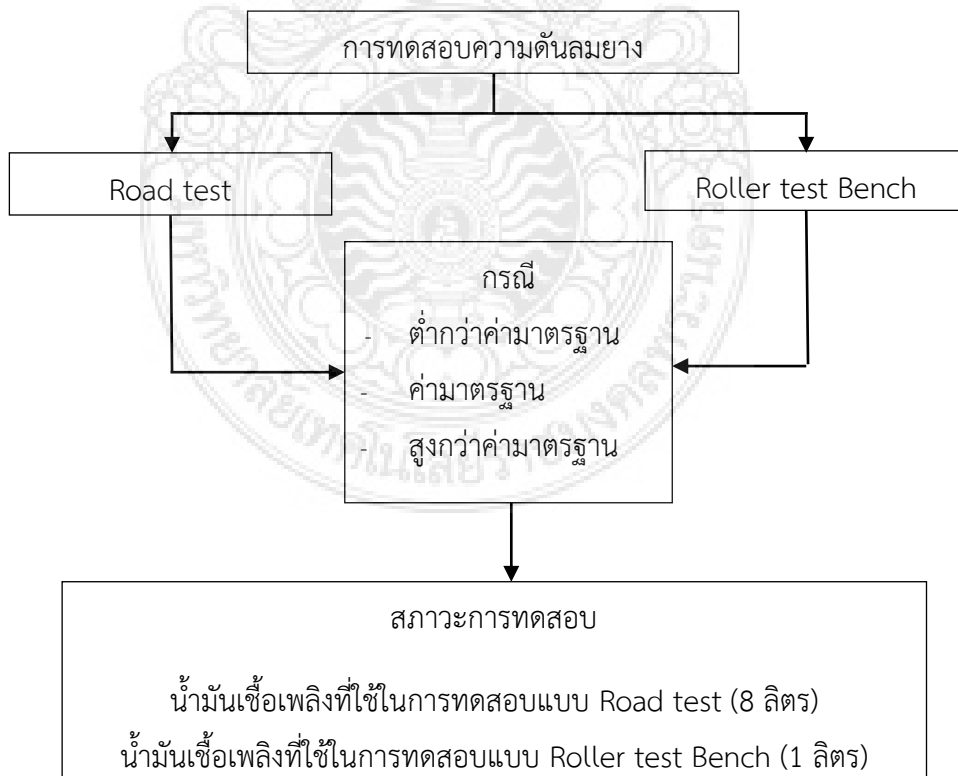 การทดสอบความดันลมยาง
Road test
Roller test Bench
กรณี
- ต่ำกว่าค่ามาตรฐาน
- ค่ามาตรฐาน
- สูงกว่าค่ามาตรฐาน
สภาวะการทดสอบ
น้ำมันเชื้อเพลิงที่ใช้ในการทดสอบแบบ Road test (8 ลิตร)
น้ำมันเชื้อเพลิงที่ใช้ในการทดสอบแบบ Roller test Bench (1 ลิตร)